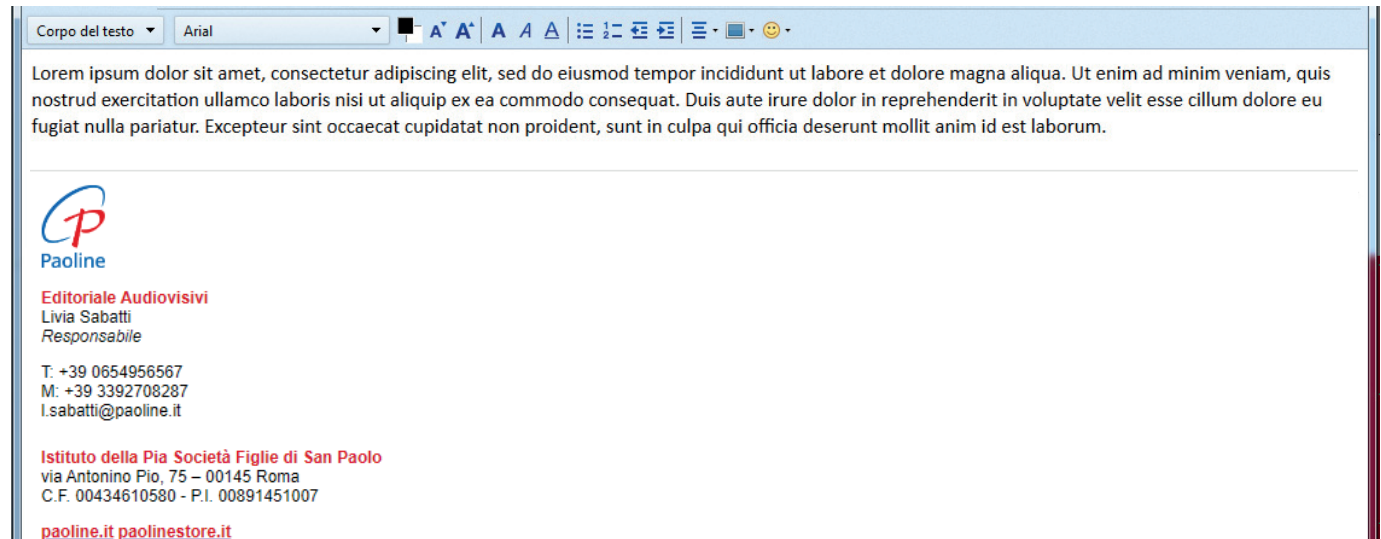 Corpo del testo Arial
Lorem ipsum dolor sit amet, consectetur adipiscing elit, sed do eiusmod tempor incididunt ut labore et dolore magna aliqua. Ut enim ad minim veniam, quis
nostrud exercitation ullamco laboris nisi ut aliquip ex ea commodo consequat. Duis aute irure dolor in reprehenderit in voluptate velit esse cillum dolore eu
fugiat nulla pariatur. Excepteur sint occaecat cupidatat non proident, sunt in culpa qui officia deserunt mollit anim id est laborum.
Paoline
Editoriale Audiovisivi
Livia Sabatti
Responsabile
T: +39 0654956567
M: +39 3392708287
l.sabatti@paoline.it
Istituto della Pia Società Figlie di San Paolo
via Antonino Pio, 75 – 00145 Roma
C.F. 00434610580 - P.I. 00891451007
paoline.it paolinestore.it